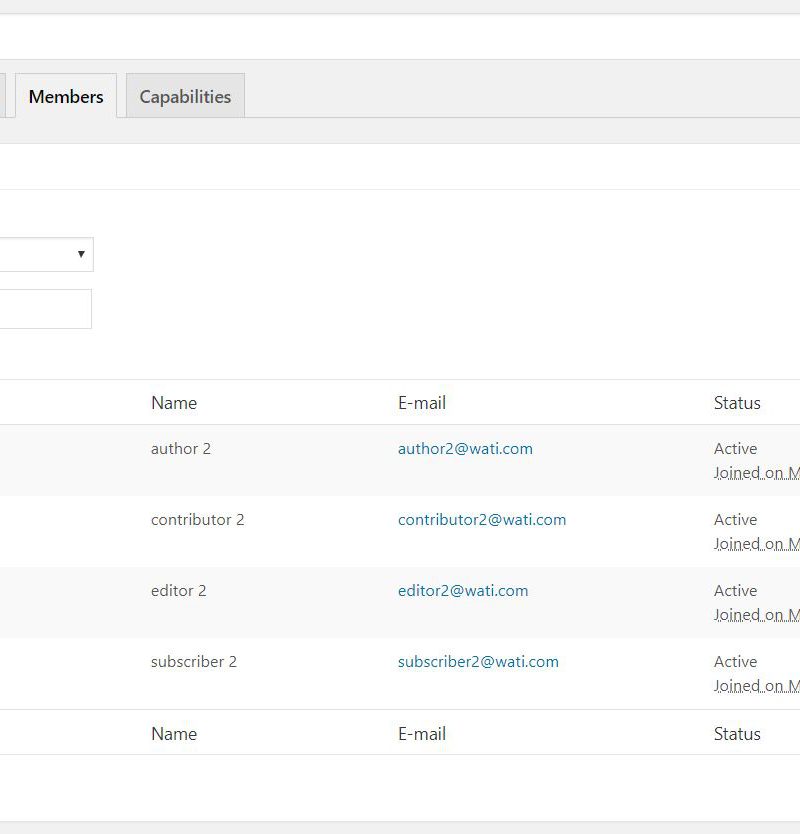 Members Capabilities
Name E-mail Status
author 2 author2@wati.com Active
Joined on M
contributor 2 contributor2@wati.com Active
Joined on M
editor 2 editor2@wati.com Active
Joined on M
subscriber 2 subscriber2@wati.com Active
Joined on M
Name E-mail Status